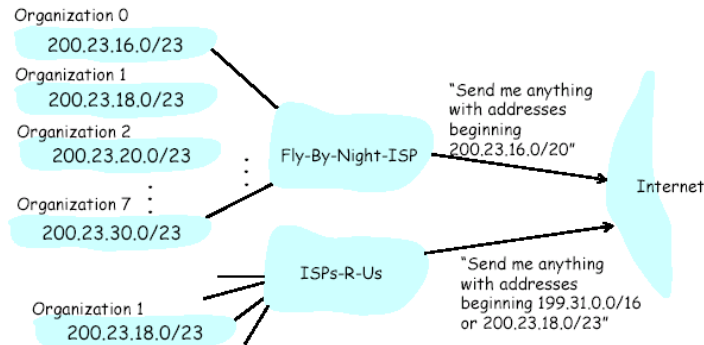 Organization 0
200.23.16.0/23
Organization 1
200.23.18.0/23
Organization 2
200.23.20.0/23
Organization 7
200.23.30.0/23
Fly-By-Night-ISP
“Send me anything
with addresses
beginning
200.23.16.0/20”
Internet
ISPs-R-Us
“Send me anything
with addresses
beginning 199.31.0.0/16
or 200.23.18.0/23”
Organization 1
200.23.18.0/23